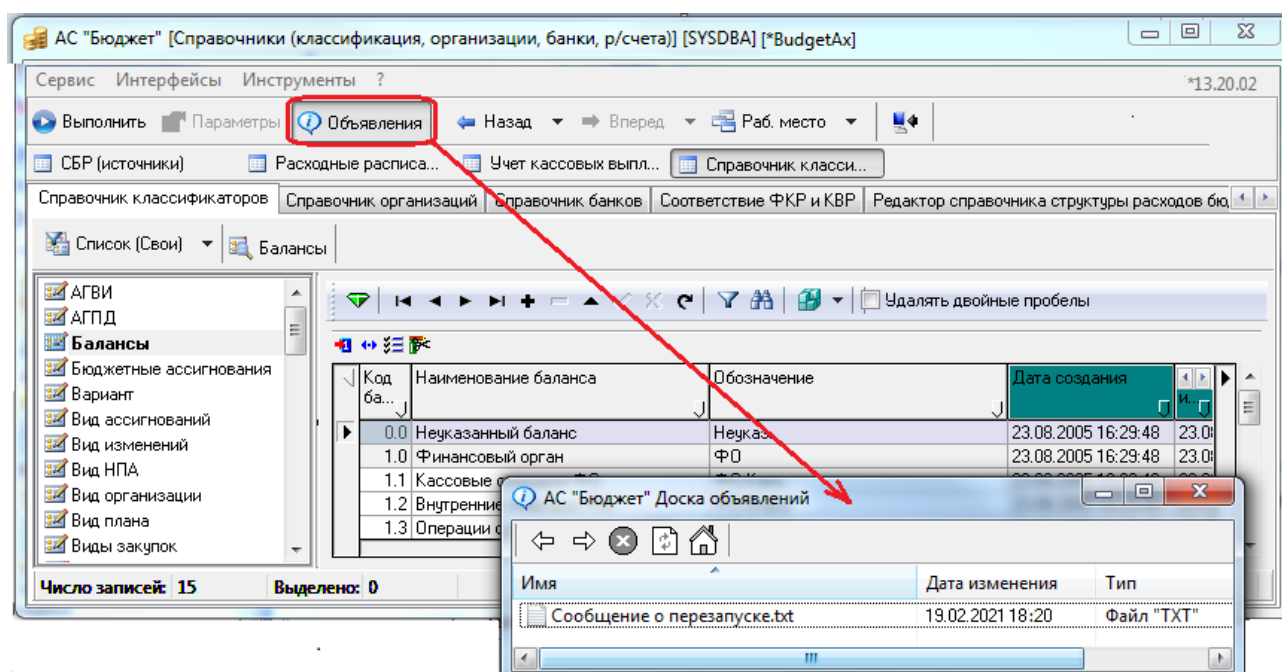 АС "Бюджет" [Справочники (классификация, организации, банки, р/счета)] [SYSDBA] [*BudgetAx]
Сервис Интерфейсы Инструменты ? *13.20.02
Выполнить Параметры Объявления Назад Вперед Раб. место
СБР (источники) Расходные расписа... Учет кассовых выпл... Справочник класси...
Справочник классификаторов Справочник организаций Справочник банков Соответствие ФКР и КВР Редактор справочника структуры расходов бю
Список (Свои) Балансы
АГВИ
АГПД
Балансы
Бюджетные ассигнования
Вариант
Вид ассигнований
Вид изменений
Вид НПА
Вид организации
Вид плана
Виды закупок
Удалять двойные пробелы
Код ба... Наименование баланса Обозначение Дата создания и...
0.0 Неуказанный баланс Неуказ. 23.08.2005 16:29:48 23.0
1.0 Финансовый орган ФО 23.08.2005 16:29:48 23.0
1.1 Кассовые
1.2 Внутренние
1.3 Операции с
Число записей: 15 Выделено: 0
АС "Бюджет" Доска объявлений
Имя Дата изменения Тип
Сообщение о перезапуске.txt 19.02.2021 18:20 Файл "TXT"